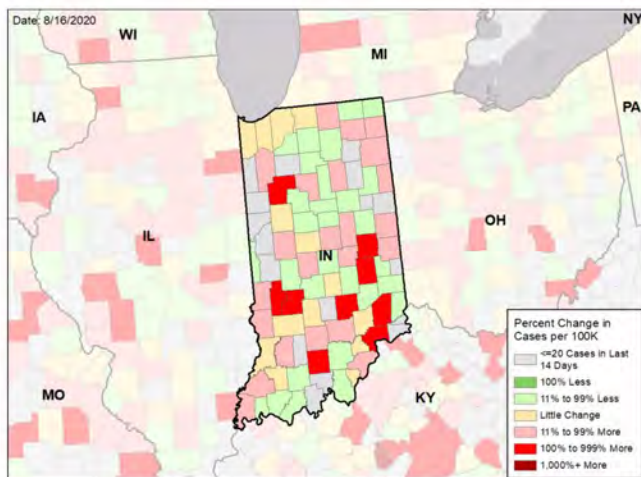 Date: 8/16/2020
WI
NY
MI
IA
PA
IL
OH
IN
MO
KY
Percent Change in
Cases per 100K
<=20 Cases in Last
14 Days
100% Less
11% to 99% Less
Little Change
11% to 99% More
100% to 999% More
1,000%+ More